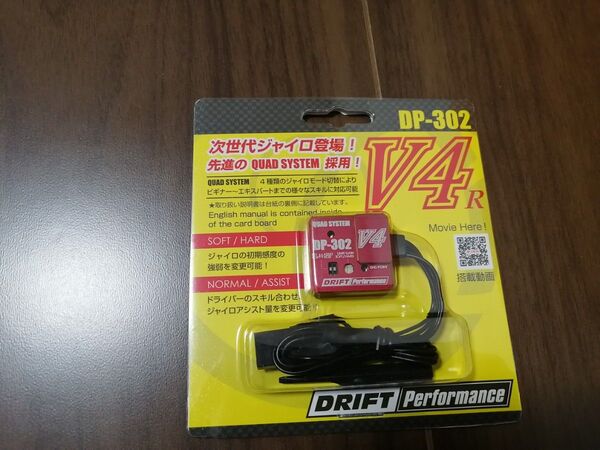 DP-302
V4
R
次世代ジャイロ登場！
先進の QUAD SYSTEM 採用！
QUAD SYSTEM 4種類のジャイロモード切替により
ビギナー～エキスパートまでの様々なスキルに対応可能
★取り扱い説明書は台紙の裏側に記載しています。
English manual is contained inside
of the card board
SOFT / HARD
ジャイロの初期感度の
強弱を変更可能！
NORMAL / ASSIST
ドライバーのスキル合わせ
ジャイロアシスト量を変更可能！
Movie Here!
搭載動画
QUAD SYSTEM
DP-302
V4
DRIFT Performance
DRIFT Performance